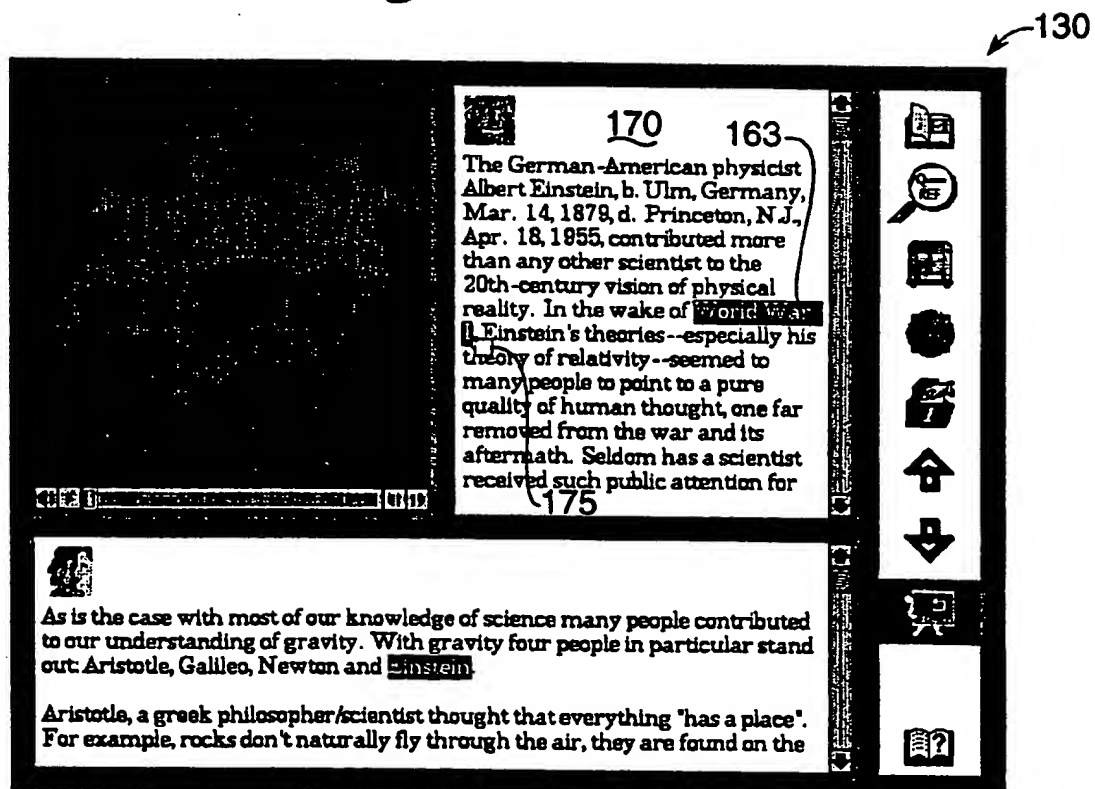 130
170
163
The German-American physicist
Albert Einstein, b. Ulm, Germany,
Mar. 14, 1879, d. Princeton, N.J.,
Apr. 18, 1955, contributed more
than any other scientist to the
20th-century vision of physical
reality. In the wake of World War
I, Einstein's theories--especially his
theory of relativity--seemed to
many people to point to a pure
quality of human thought, one far
removed from the war and its
aftermath. Seldom has a scientist
received such public attention for
175
As is the case with most of our knowledge of science many people contributed
to our understanding of gravity. With gravity four people in particular stand
out: Aristotle, Galileo, Newton and Einstein.
Aristotle, a greek philosopher/scientist thought that everything "has a place".
For example, rocks don't naturally fly through the air, they are found on the